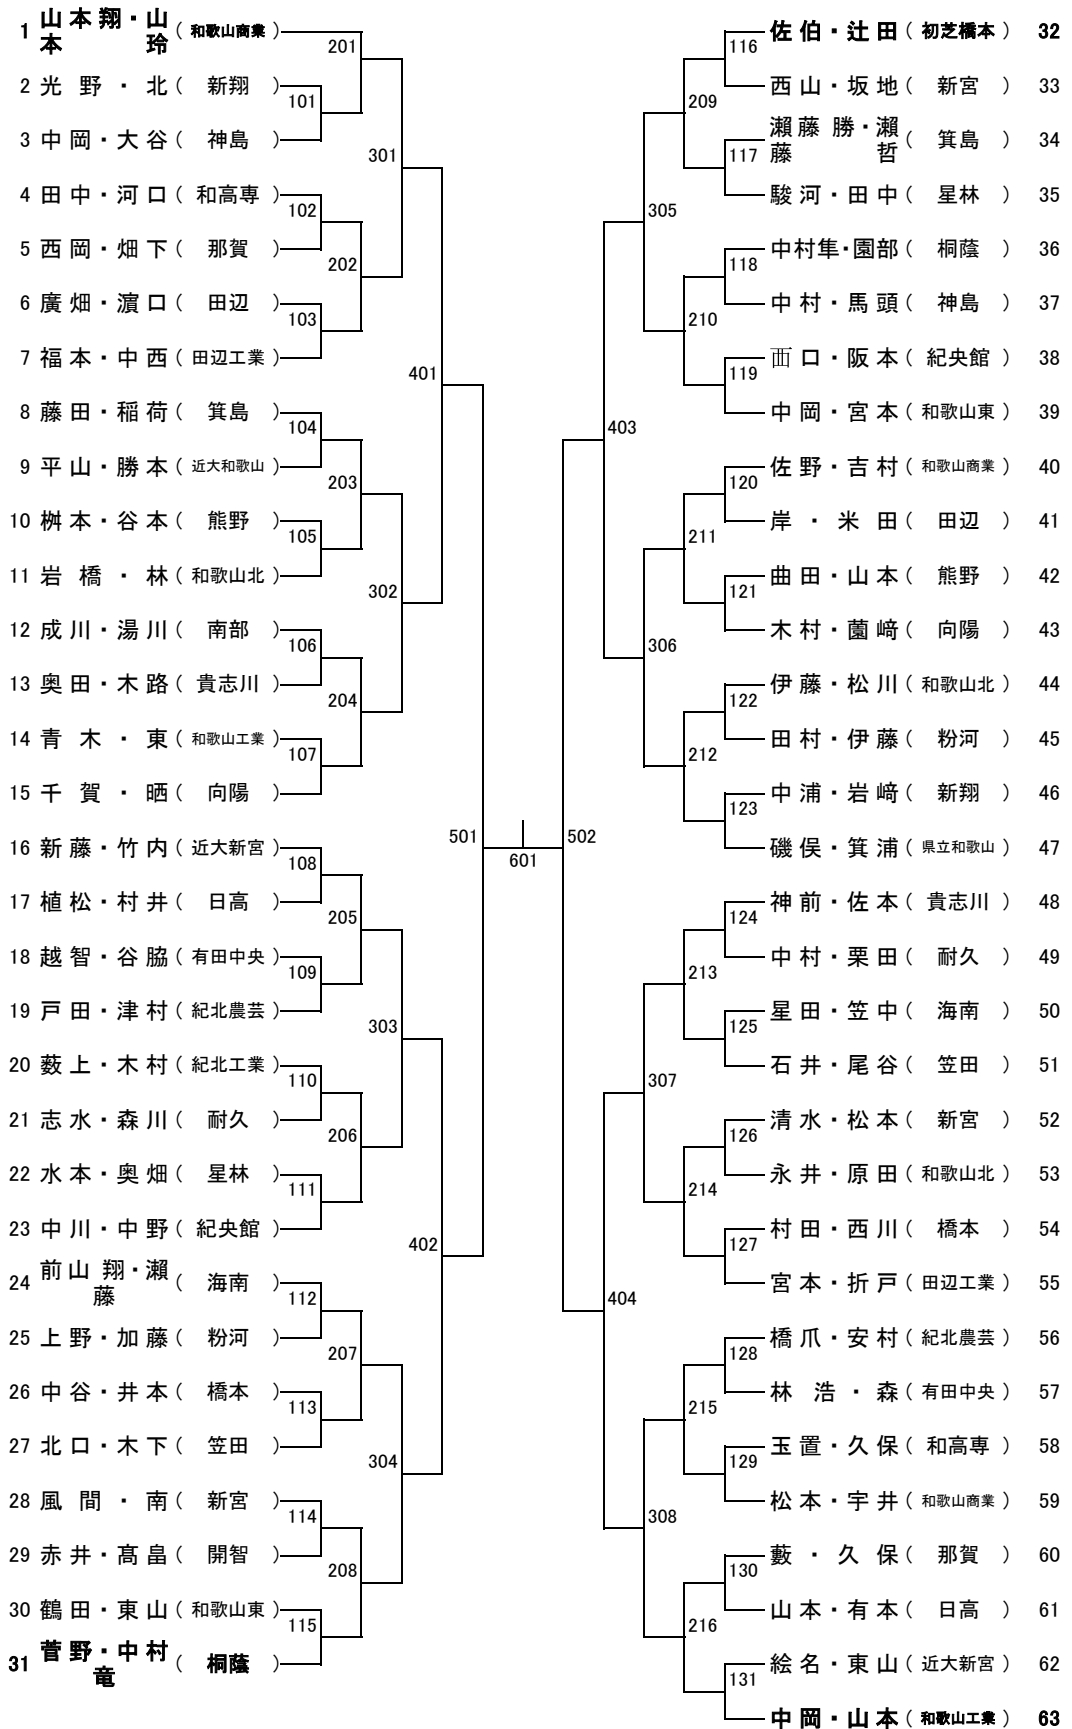 1 山本翔・山本玲 ( 和歌山商業 )
2 光野・北 ( 新翔 )
3 中岡・大谷 ( 神島 )
4 田中・河口 ( 和高専 )
5 西岡・畑下 ( 那賀 )
6 廣畑・濵口 ( 田辺 )
7 福本・中西 ( 田辺工業 )
8 藤田・稲荷 ( 箕島 )
9 平山・勝本 ( 近大和歌山 )
10 桝本・谷本 ( 熊野 )
11 岩橋・林 ( 和歌山北 )
12 成川・湯川 ( 南部 )
13 奥田・木路 ( 貴志川 )
14 青木・東 ( 和歌山工業 )
15 千賀・晒 ( 向陽 )
16 新藤・竹内 ( 近大新宮 )
17 植松・村井 ( 日高 )
18 越智・谷脇 ( 有田中央 )
19 戸田・津村 ( 紀北農芸 )
20 薮上・木村 ( 紀北工業 )
21 志水・森川 ( 耐久 )
22 水本・奥畑 ( 星林 )
23 中川・中野 ( 紀央館 )
24 前山翔・瀬藤 ( 海南 )
25 上野・加藤 ( 粉河 )
26 中谷・井本 ( 橋本 )
27 北口・木下 ( 笠田 )
28 風間・南 ( 新宮 )
29 赤井・髙畠 ( 開智 )
30 鶴田・東山 ( 和歌山東 )
31 菅野・中村竜 ( 桐蔭 )
101
102
103
104
105
106
107
108
109
110
111
112
113
114
115
201
202
203
204
205
206
207
208
301
302
303
304
401
402
501
601
502
403
404
305
306
307
308
209
210
211
212
213
214
215
216
116
117
118
119
120
121
122
123
124
125
126
127
128
129
130
131
佐伯・辻田 ( 初芝橋本 ) 32
西山・坂地 ( 新宮 ) 33
瀬藤勝・瀬藤哲 ( 箕島 ) 34
駿河・田中 ( 星林 ) 35
中村隼・園部 ( 桐蔭 ) 36
中村・馬頭 ( 神島 ) 37
襾口・阪本 ( 紀央館 ) 38
中岡・宮本 ( 和歌山東 ) 39
佐野・吉村 ( 和歌山商業 ) 40
岸・米田 ( 田辺 ) 41
曲田・山本 ( 熊野 ) 42
木村・薗﨑 ( 向陽 ) 43
伊藤・松川 ( 和歌山北 ) 44
田村・伊藤 ( 粉河 ) 45
中浦・岩﨑 ( 新翔 ) 46
磯俣・箕浦 ( 県立和歌山 ) 47
神前・佐本 ( 貴志川 ) 48
中村・栗田 ( 耐久 ) 49
星田・笠中 ( 海南 ) 50
石井・尾谷 ( 笠田 ) 51
清水・松本 ( 新宮 ) 52
永井・原田 ( 和歌山北 ) 53
村田・西川 ( 橋本 ) 54
宮本・折戸 ( 田辺工業 ) 55
橋爪・安村 ( 紀北農芸 ) 56
林浩・森 ( 有田中央 ) 57
玉置・久保 ( 和高専 ) 58
松本・宇井 ( 和歌山商業 ) 59
藪・久保 ( 那賀 ) 60
山本・有本 ( 日高 ) 61
絵名・東山 ( 近大新宮 ) 62
中岡・山本 ( 和歌山工業 ) 63